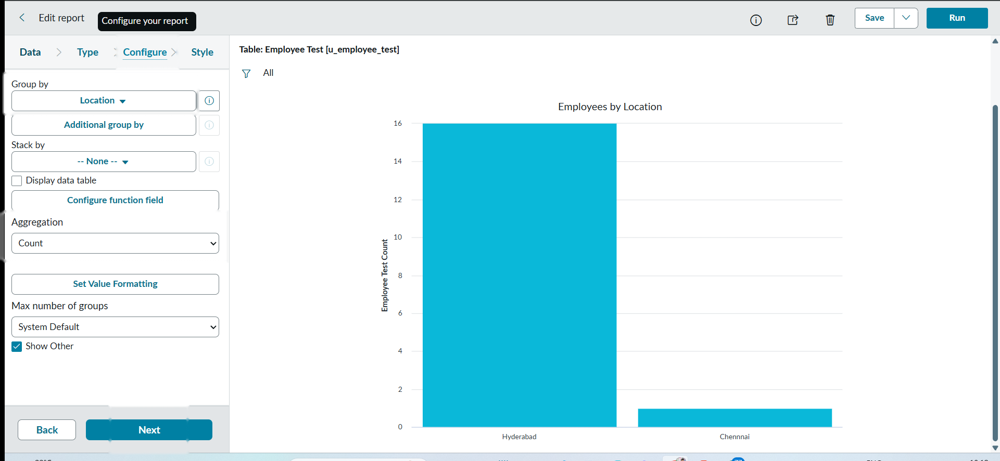 Edit report
Configure your report
Save
Run
Data
Type
Configure
Style
Group by
Location
Additional group by
Stack by
-- None --
Display data table
Configure function field
Aggregation
Count
Set Value Formatting
Max number of groups
System Default
Show Other
Back
Next
Table: Employee Test [u_employee_test]
All
Employees by Location
16
14
12
10
8
6
4
2
0
Employee Test Count
Hyderabad
Chennnai